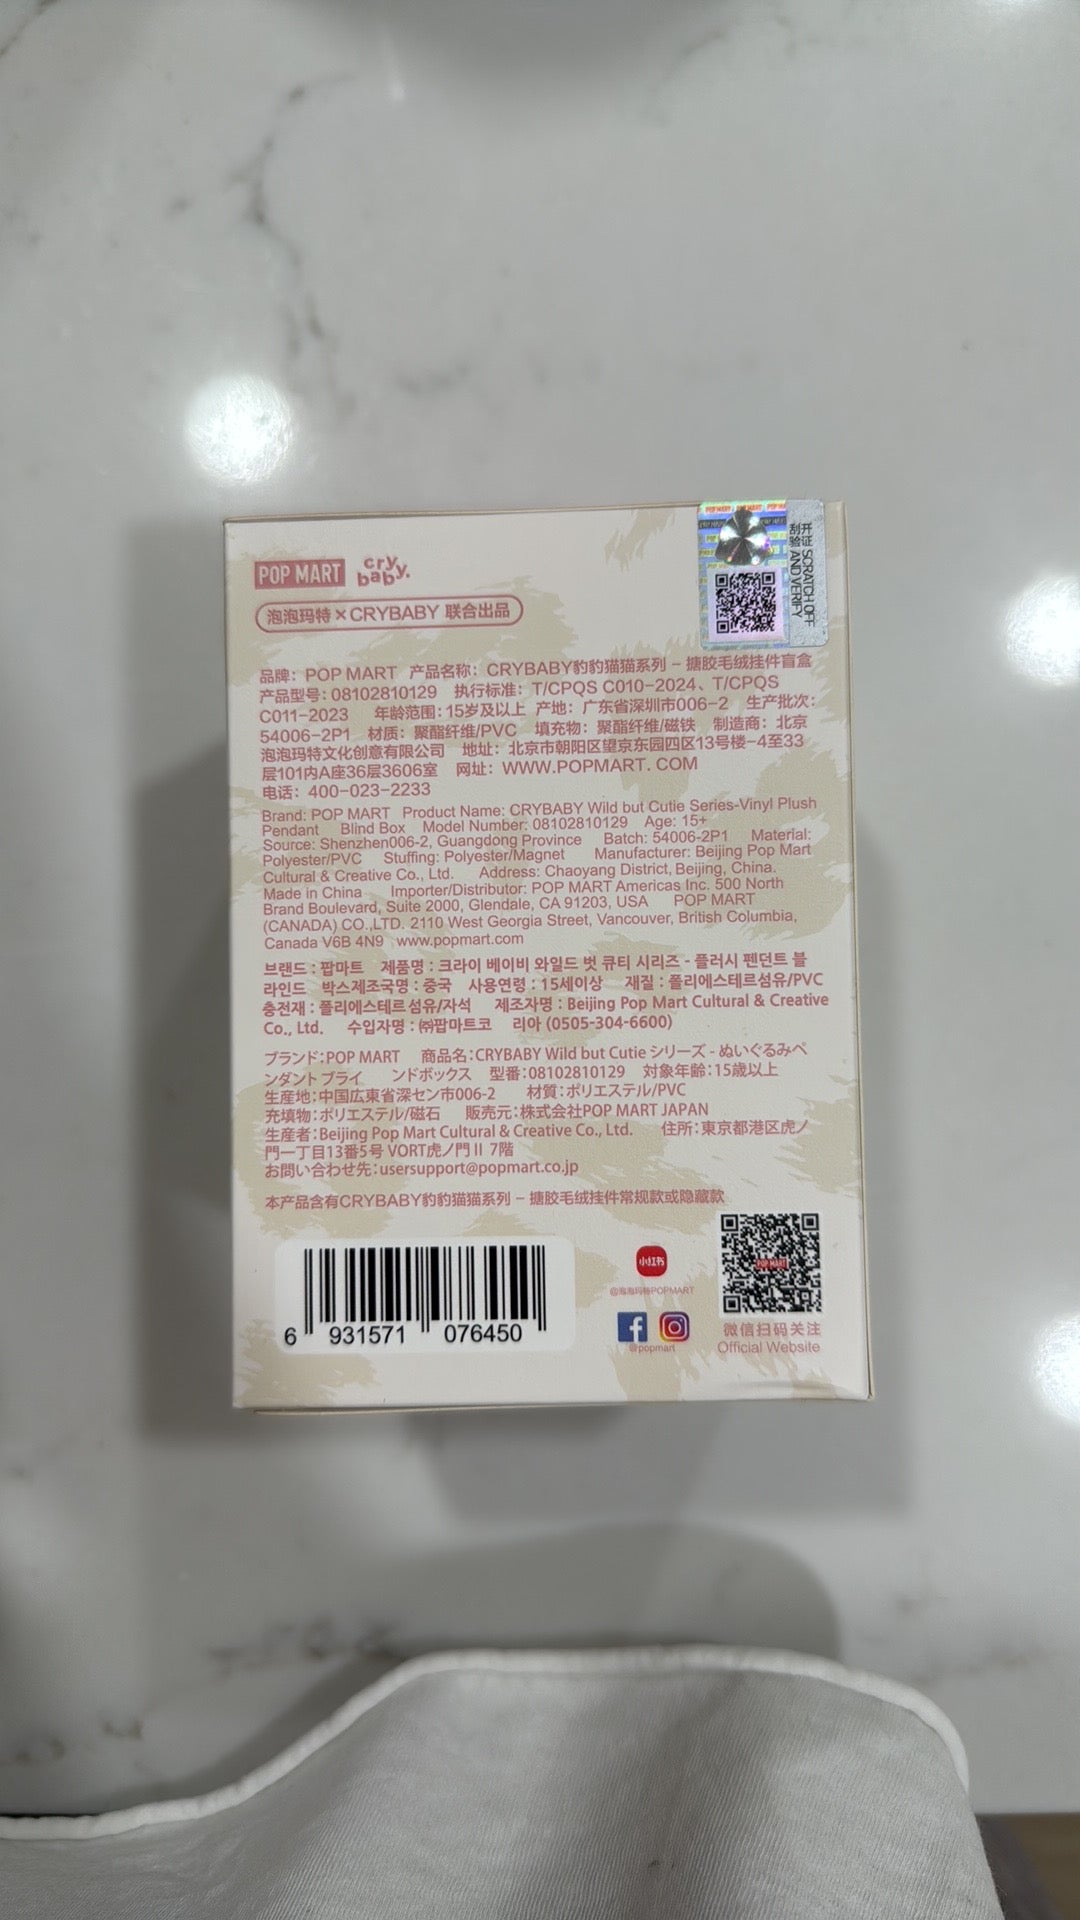 POP MART cry baby.
泡泡玛特×CRYBABY 联合出品
开证 SCRATCH OFF
刮验 AND VERIFY
品牌：POP MART 产品名称：CRYBABY豹豹猫猫系列－搪胶毛绒挂件盲盒
产品型号：08102810129 执行标准：T/CPQS C010-2024、T/CPQS
C011-2023 年龄范围：15岁及以上 产地：广东省深圳市006-2 生产批次：
54006-2P1 材质：聚酯纤维/PVC 填充物：聚酯纤维/磁铁 制造商：北京
泡泡玛特文化创意有限公司 地址：北京市朝阳区望京东园四区13号楼-4至33
层101内A座36层3606室 网址：WWW.POPMART.COM
电话：400-023-2233
Brand: POP MART Product Name: CRYBABY Wild but Cutie Series-Vinyl Plush
Pendant Blind Box Model Number: 08102810129 Age: 15+
Source: Shenzhen006-2, Guangdong Province Batch: 54006-2P1 Material:
Polyester/PVC Stuffing: Polyester/Magnet Manufacturer: Beijing Pop Mart
Cultural & Creative Co., Ltd. Address: Chaoyang District, Beijing, China.
Made in China Importer/Distributor: POP MART Americas Inc. 500 North
Brand Boulevard, Suite 2000, Glendale, CA 91203, USA POP MART
(CANADA) CO.,LTD. 2110 West Georgia Street, Vancouver, British Columbia,
Canada V6B 4N9 www.popmart.com
브랜드 : 팝마트 제품명 : 크라이 베이비 와일드 벗 큐티 시리즈 - 플러시 펜던트 블
라인드 박스제조국명 : 중국 사용연령 : 15세이상 재질 : 폴리에스테르섬유/PVC
충전재 : 폴리에스테르섬유/자석 제조자명 : Beijing Pop Mart Cultural & Creative
Co., Ltd. 수입자명 : ㈜팝마트코 리아 (0505-304-6600)
ブランド：POP MART 商品名：CRYBABY Wild but Cutie シリーズ - ぬいぐるみペ
ンダント ブライ ンドボックス 型番：08102810129 対象年齢：15歳以上
生産地：中国広東省深セン市006-2 材質：ポリエステル/PVC
充填物：ポリエステル/磁石 販売元：株式会社POP MART JAPAN
生産者：Beijing Pop Mart Cultural & Creative Co., Ltd. 住所：東京都港区虎ノ
門一丁目13番5号 VORT虎ノ門Ⅱ 7階
お問い合わせ先：usersupport@popmart.co.jp
本产品含有CRYBABY豹豹猫猫系列－搪胶毛绒挂件常规款或隐藏款
6 931571 076450
小红书
@泡泡玛特POPMART
@popmart
POP MART
微信扫码关注
Official Website